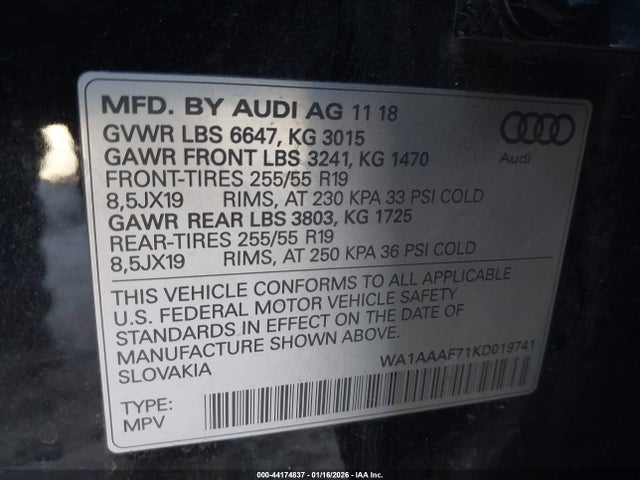 MFD. BY AUDI AG 11 18
GVWR LBS 6647, KG 3015
GAWR FRONT LBS 3241, KG 1470
FRONT-TIRES 255/55 R19
8,5JX19 RIMS, AT 230 KPA 33 PSI COLD
GAWR REAR LBS 3803, KG 1725
REAR-TIRES 255/55 R19
8,5JX19 RIMS, AT 250 KPA 36 PSI COLD
Audi
THIS VEHICLE CONFORMS TO ALL APPLICABLE
U.S. FEDERAL MOTOR VEHICLE SAFETY
STANDARDS IN EFFECT ON THE DATE OF
MANUFACTURE SHOWN ABOVE.
SLOVAKIA
WA1AAAF71KD019741
TYPE:
MPV
000-44174837 - 01/16/2026 - IAA Inc.